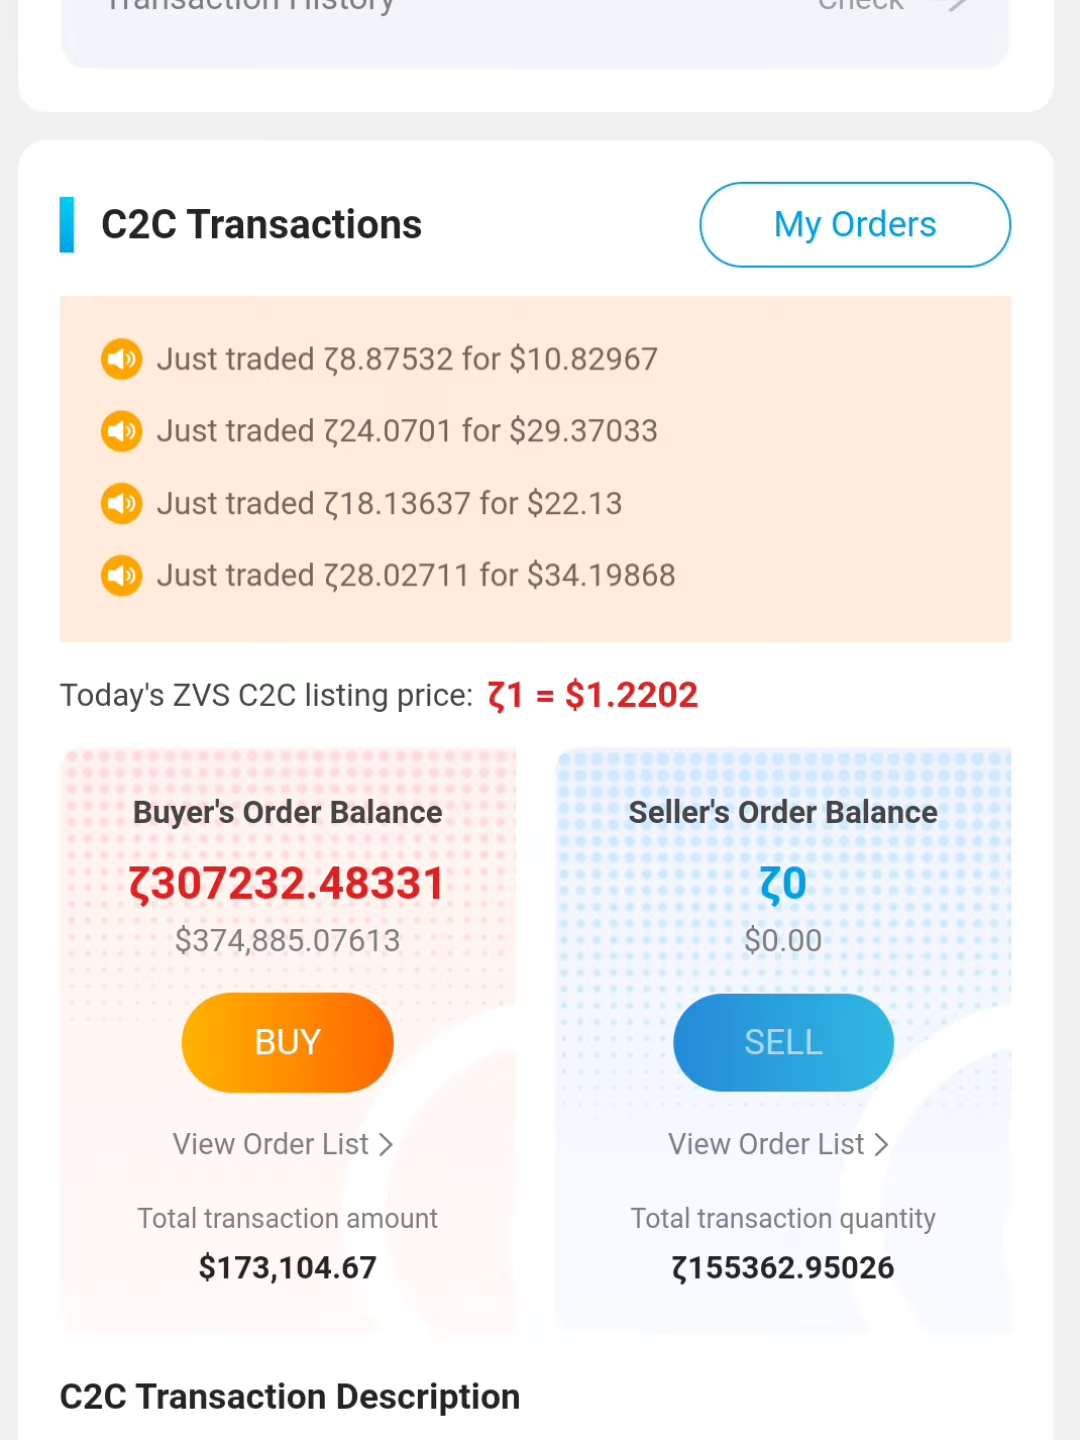 Transaction History
Check
C2C Transactions
My Orders
Just traded ζ8.87532 for $10.82967
Just traded ζ24.0701 for $29.37033
Just traded ζ18.13637 for $22.13
Just traded ζ28.02711 for $34.19868
Today's ZVS C2C listing price: ζ1 = $1.2202
Buyer's Order Balance
ζ307232.48331
$374,885.07613
BUY
View Order List
Total transaction amount
$173,104.67
Seller's Order Balance
ζ0
$0.00
SELL
View Order List
Total transaction quantity
ζ155362.95026
C2C Transaction Description